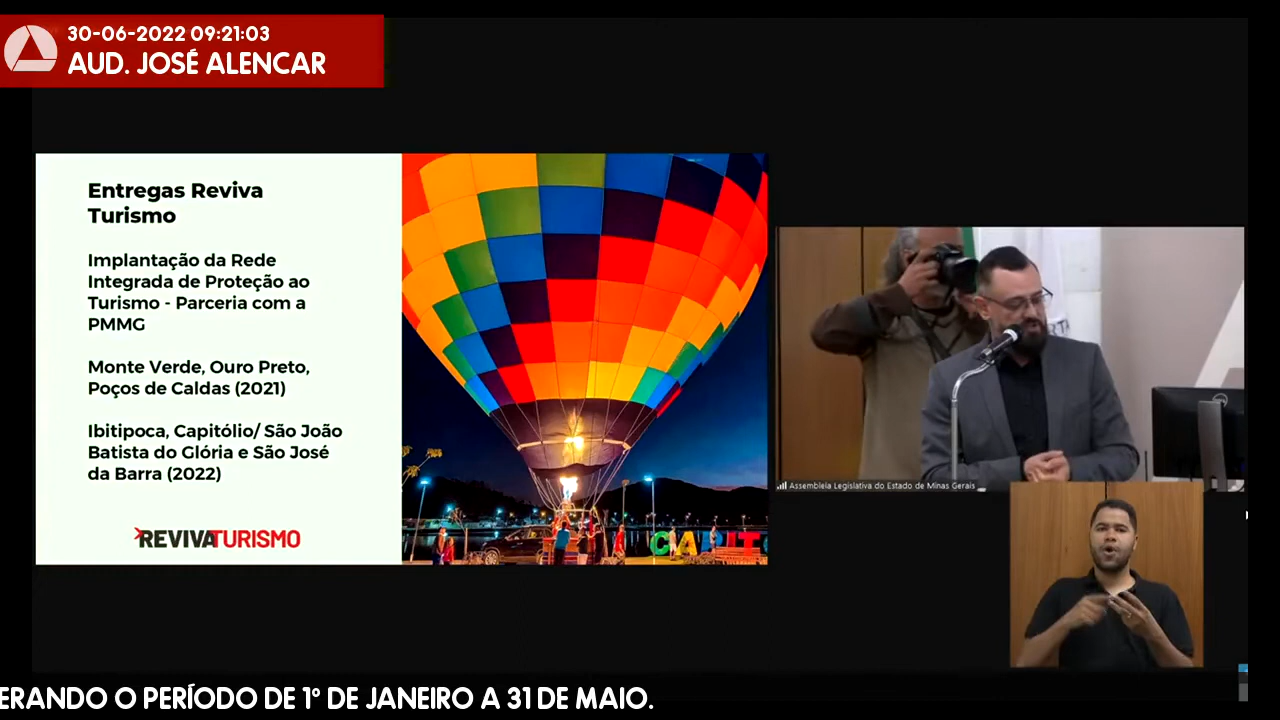 30-06-2022 09:21:03
AUD. JOSÉ ALENCAR
Entregas Reviva
Turismo
Implantação da Rede
Integrada de Proteção ao
Turismo - Parceria com a
PMMG
Monte Verde, Ouro Preto,
Poços de Caldas (2021)
Ibitipoca, Capitólio/ São João
Batista do Glória e São José
da Barra (2022)
REVIVATURISMO
CAPITO
Assembleia Legislativa do Estado de Minas Gerais
ERANDO O PERÍODO DE 1º DE JANEIRO A 31 DE MAIO.